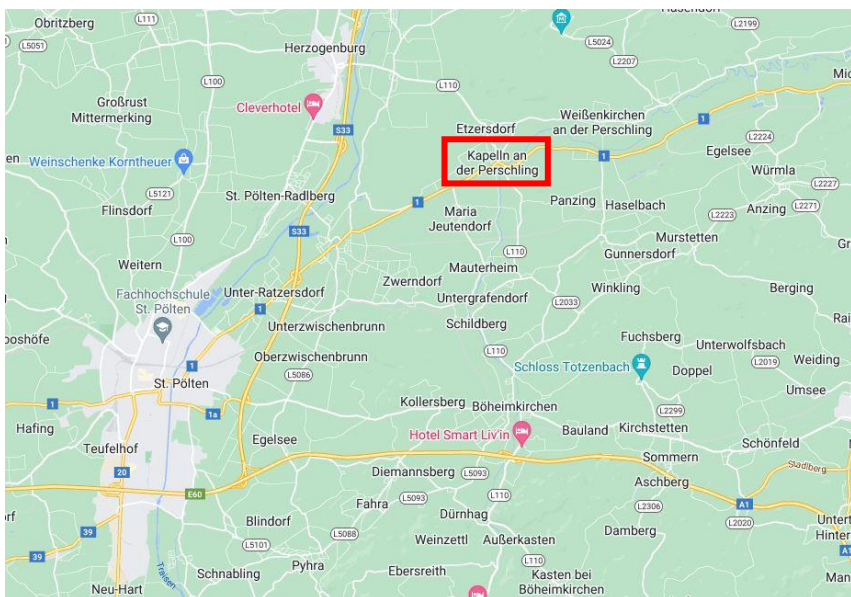 Obritzberg
L111
Hasendorf
L2199
L5051
Herzogenburg
L5024
L2207
L100
L110
Großrust
Mittermerking
Cleverhotel
Weißenkirchen
an der Perschling
S33
Etzersdorf
1
L2224
Weinschenke Korntheuer
Kapelln an
der Perschling
1
Egelsee
Würmla
L5121
St. Pölten-Radlberg
L2227
Flinsdorf
1
Maria
Jeutendorf
Panzing
Haselbach
L2223
Anzing
L2271
L100
S33
Murstetten
L110
Gunnersdorf
Weitern
Mauterheim
Fachhochschule
St. Pölten
Unter-Ratzersdorf
Zwerndorf
Winkling
Berging
Untergrafendorf
L2033
1
Unterzwischenbrunn
Schildberg
Fuchsberg
Unterwolfsbach
Oberzwischenbrunn
L110
L2019
Weiding
1
Schloss Totzenbach
Doppel
St. Pölten
L5086
Umsee
1
1a
Kollersberg
Böheimkirchen
L2299
Hafing
Hotel Smart Liv'in
Bauland
Kirchstetten
Teufelhof
Egelsee
Schönfeld
Sommern
20
Diemannsberg
L5093
Stadlberg
Aschberg
E60
L5093
L110
A1
Fahra
Dürnhag
L2306
L2020
Blindorf
39
L5088
Damberg
L5101
Weinzettl
Außerkasten
39
Pyhra
L110
A1
Schnabling
Ebersreith
Kasten bei
Böheimkirchen
Neu-Hart
Traisen